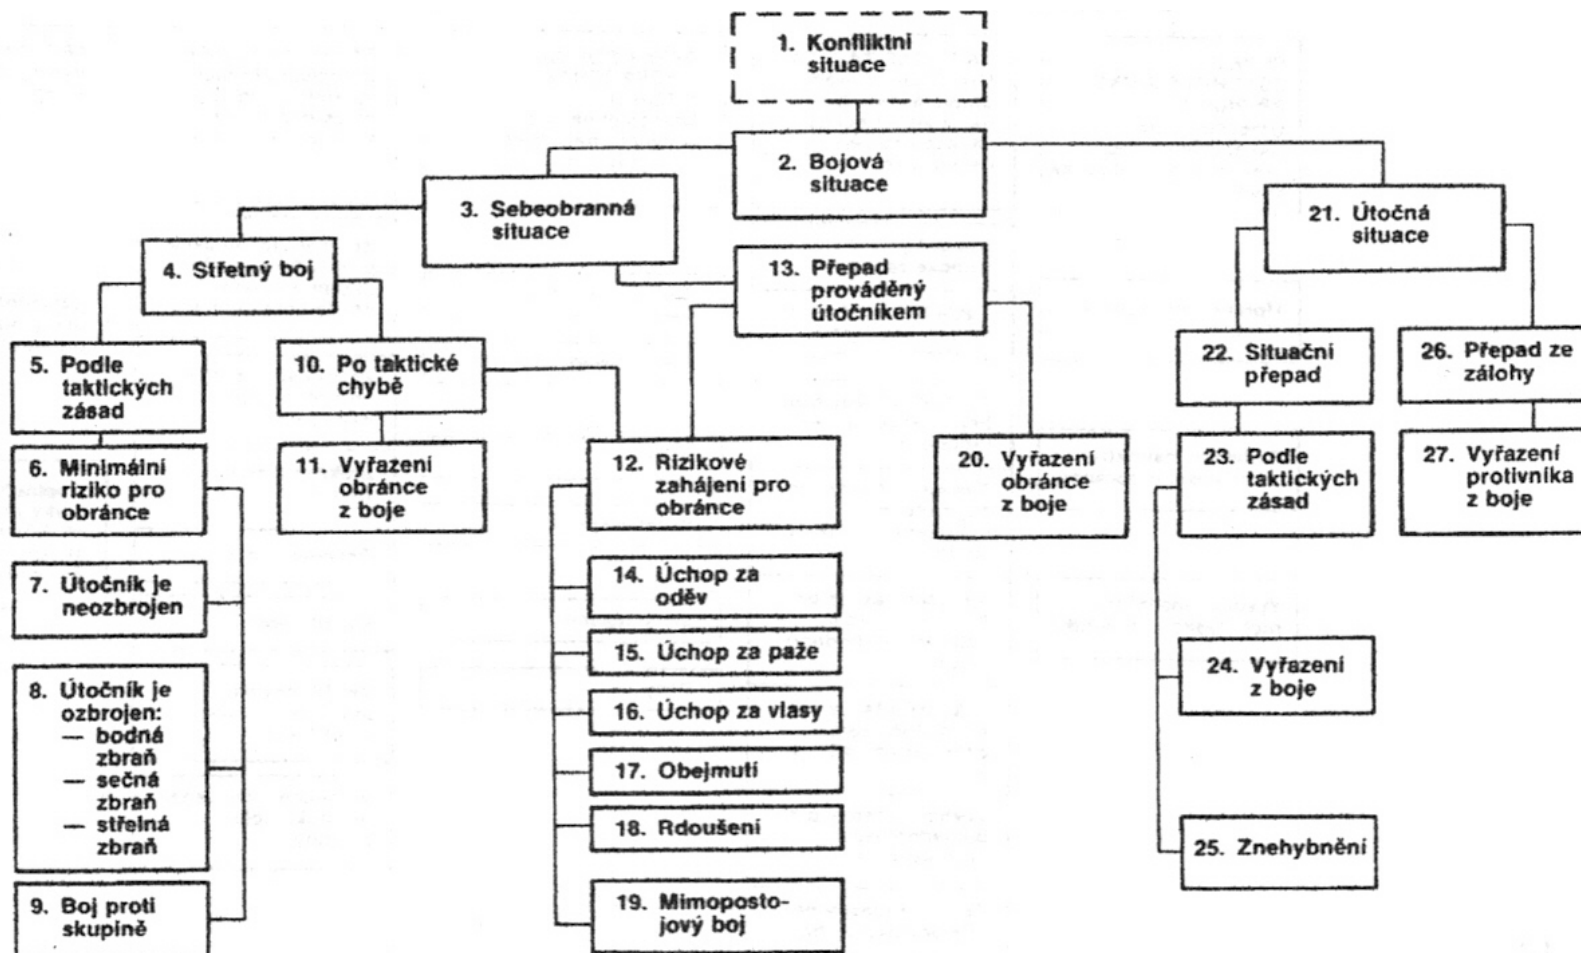 1. Konfliktní
situace
2. Bojová
situace
3. Sebeobranná
situace
4. Střetný boj
5. Podle
taktických
zásad
6. Minimální
riziko pro
obránce
7. Útočník je
neozbrojen
8. Útočník je
ozbrojen:
— bodná
zbraň
— sečná
zbraň
— střelná
zbraň
9. Boj proti
skupině
10. Po taktické
chybě
11. Vyřazení
obránce
z boje
12. Rizikové
zahájení pro
obránce
13. Přepad
prováděný
útočníkem
14. Úchop za
oděv
15. Úchop za paže
16. Úchop za vlasy
17. Obejmutí
18. Rdoušení
19. Mimoposto-
jový boj
20. Vyřazení
obránce
z boje
21. Útočná
situace
22. Situační
přepad
23. Podle
taktických
zásad
24. Vyřazení
z boje
25. Znehybnění
26. Přepad ze
zálohy
27. Vyřazení
protivníka
z boje